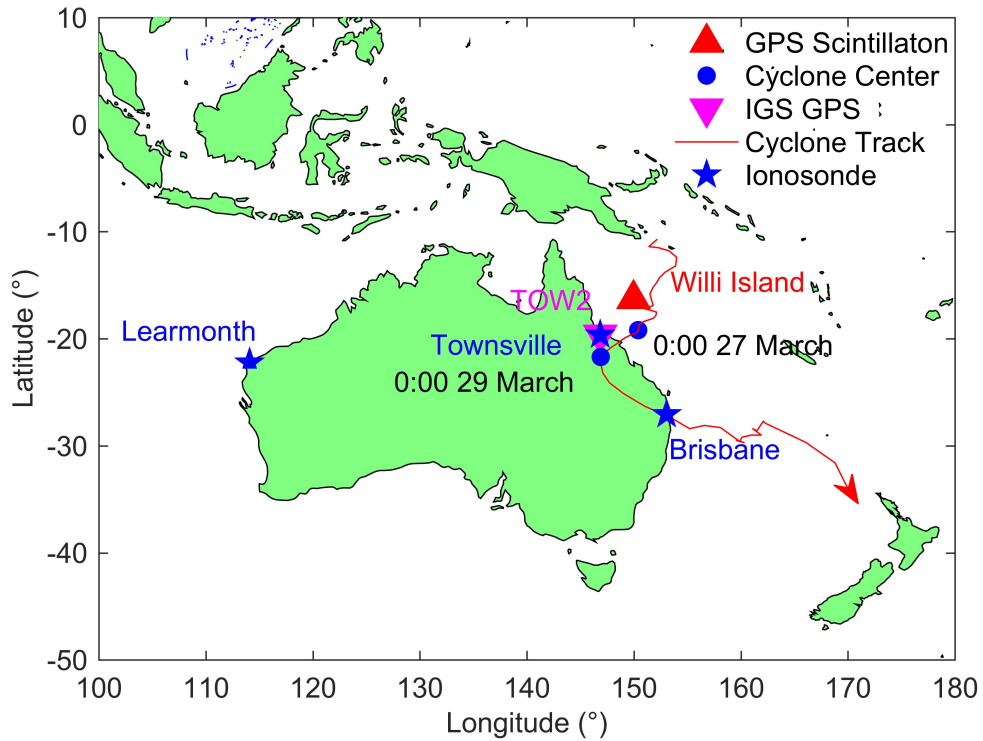 10
GPS Scintillaton
Cyclone Center
IGS GPS
0
Cyclone Track
Ionosonde
-10
Willi Island
TOW2
Learmonth
-20
Townsville
0:00 27 March
0:00 29 March
-30
Brisbane
-40
-50
100
110
120
130
140
150
160
170
180
Latitude (°)
Longitude (°)